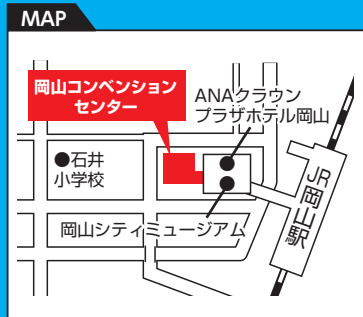 MAP
岡山コンベンション
センター
ANAクラウン
プラザホテル岡山
●石井
小学校
岡山シティミュージアム
JR岡山駅